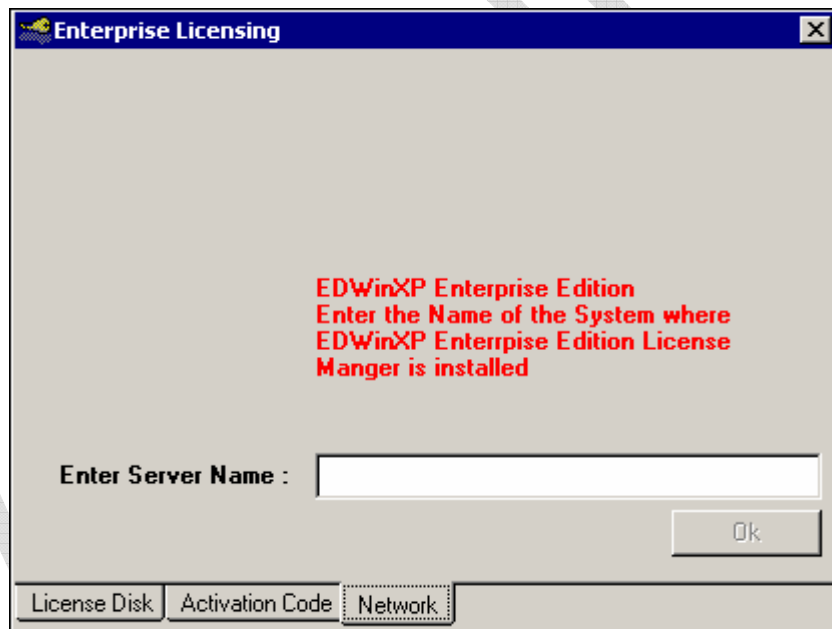 Enterprise Licensing
EDWinXP Enterprise Edition
Enter the Name of the System where
EDWinXP Enterrpise Edition License
Manger is installed
Enter Server Name :
Ok
License Disk Activation Code Network